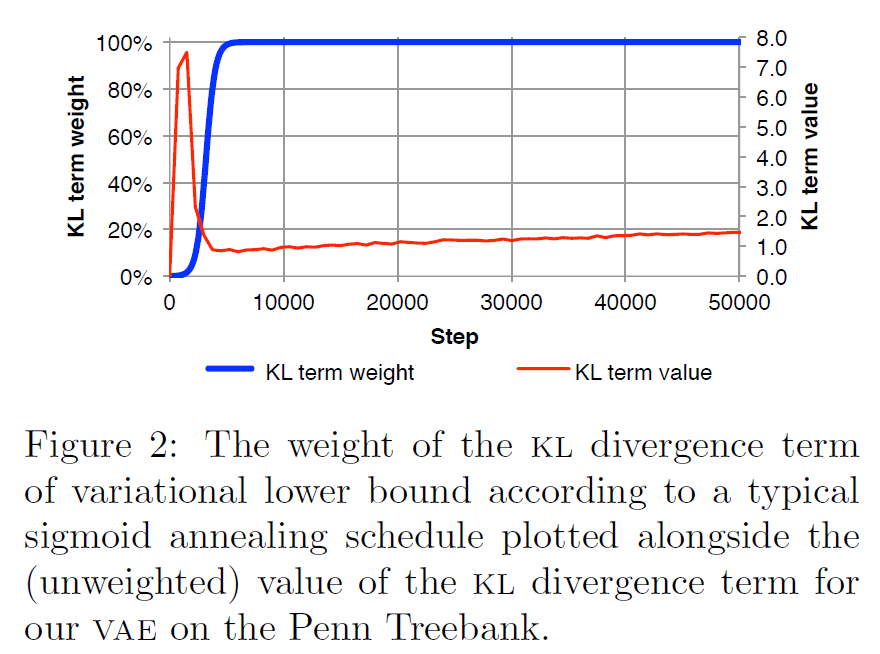 100%
80%
60%
40%
20%
0%
KL term weight
8.0
7.0
6.0
5.0
4.0
3.0
2.0
1.0
0.0
KL term value
0 10000 20000 30000 40000 50000
Step
KL term weight KL term value
Figure 2: The weight of the KL divergence term
of variational lower bound according to a typical
sigmoid annealing schedule plotted alongside the
(unweighted) value of the KL divergence term for
our VAE on the Penn Treebank.